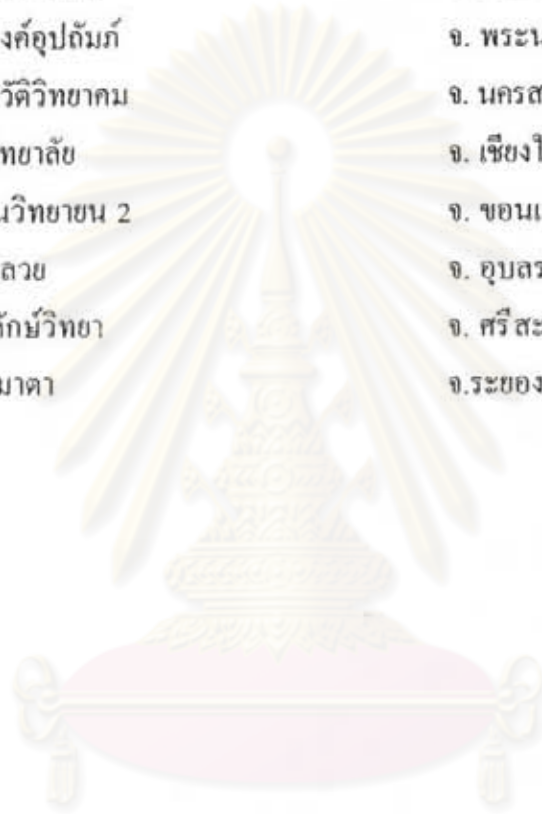 งค์อุปถัมภ์ จ. พระน
วัติวิทยาคม จ. นครส
ทยาลัย จ. เชียงใ
นวิทยายน 2 จ. ขอนแ
ลวย จ. อุบลร
ักษ์วิทยา จ. ศรีสะ
มาตา จ.ระยอง